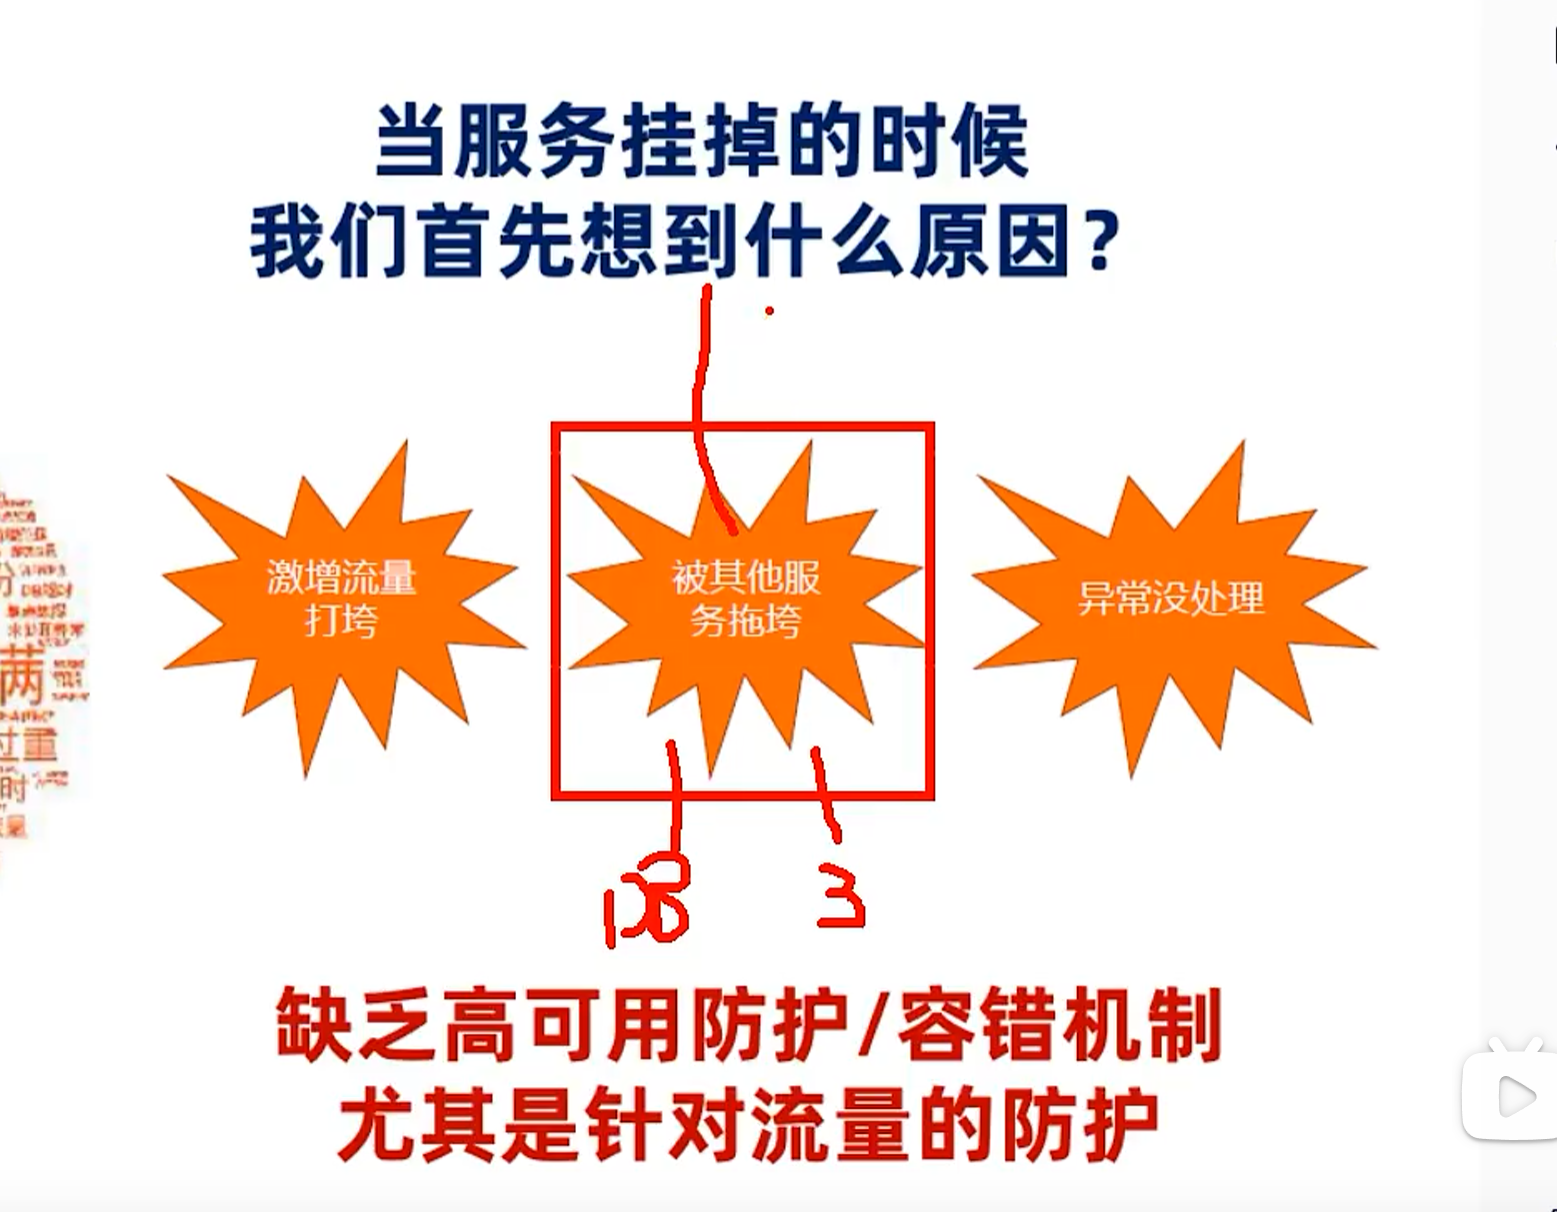 当服务挂掉的时候
我们首先想到什么原因?
激增流量
打垮
被其他服
务拖垮
异常没处理
DB
3
缺乏高可用防护/容错机制
尤其是针对流量的防护